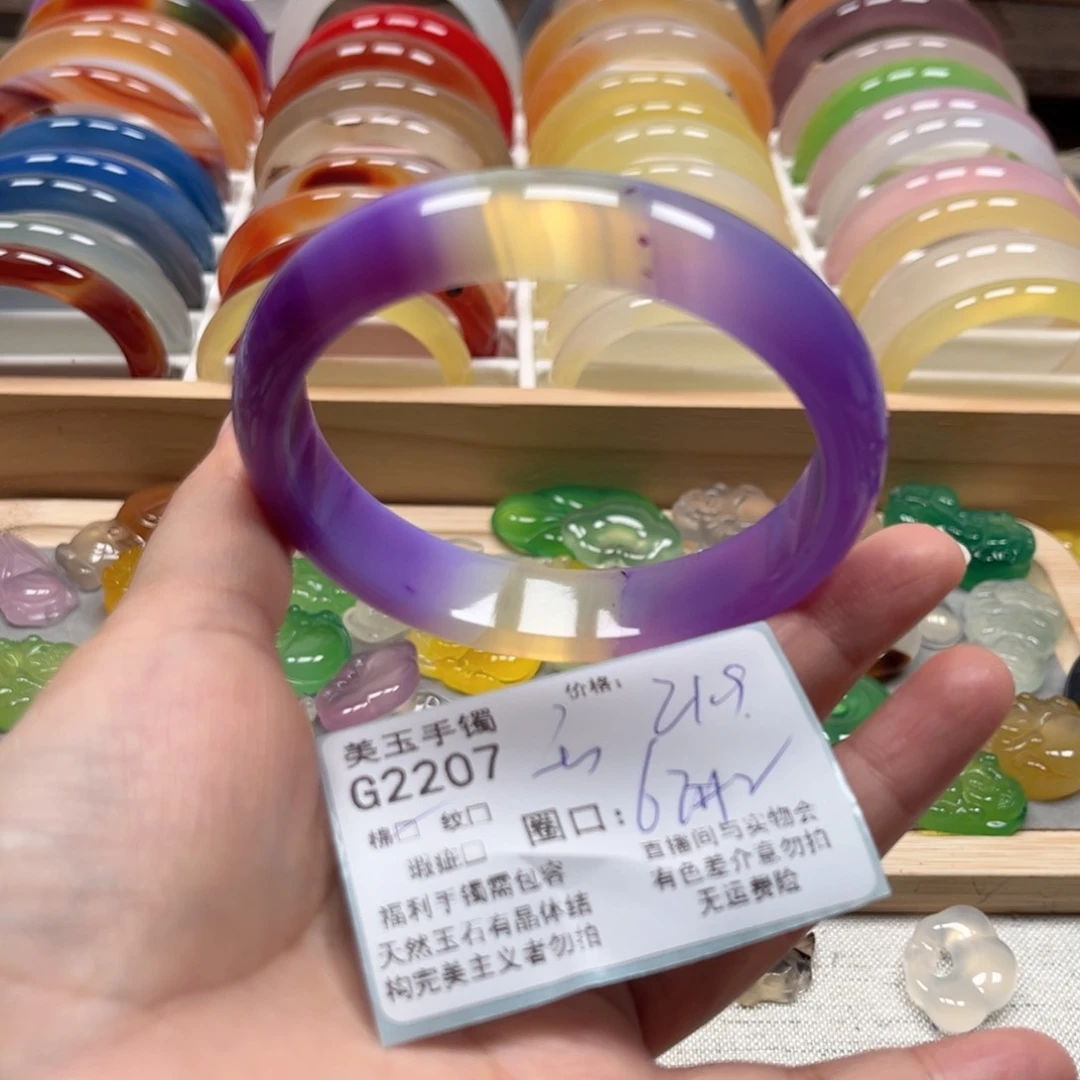 价格: 219
美玉手镯
G2207
棉☑ 纹□
圈口: 62
瑕疵□
福利手镯需包容
天然玉石有晶体结
构完美主义者勿拍
直播间与实物会
有色差介意勿拍
无运费险